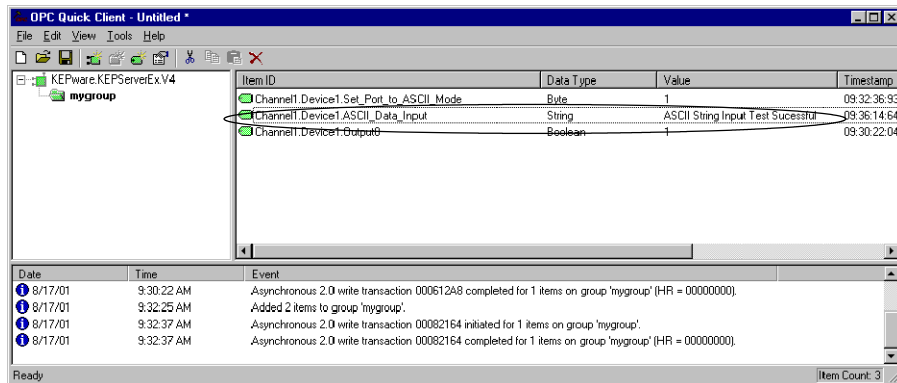 OPC Quick Client - Untitled *
File Edit View Tools Help
KEPware.KEPServerEx.V4
mygroup
Item ID Data Type Value Timestamp
Channel1.Device1.Set_Port_to_ASCII_Mode Byte 1 09:32:36:93
Channel1.Device1.ASCII_Data_Input String ASCII String Input Test Sucessful 09:36:14:64
Channel1.Device1.Output0 Boolean 1 09:30:22:04
Date Time Event
8/17/01 9:30:22 AM Asynchronous 2.0 write transaction 000612A8 completed for 1 items on group 'mygroup' (HR = 00000000).
8/17/01 9:32:25 AM Added 2 items to group 'mygroup'.
8/17/01 9:32:37 AM Asynchronous 2.0 write transaction 00082164 initiated for 1 items on group 'mygroup'.
8/17/01 9:32:37 AM Asynchronous 2.0 write transaction 00082164 completed for 1 items on group 'mygroup' (HR = 00000000).
Ready Item Count: 3